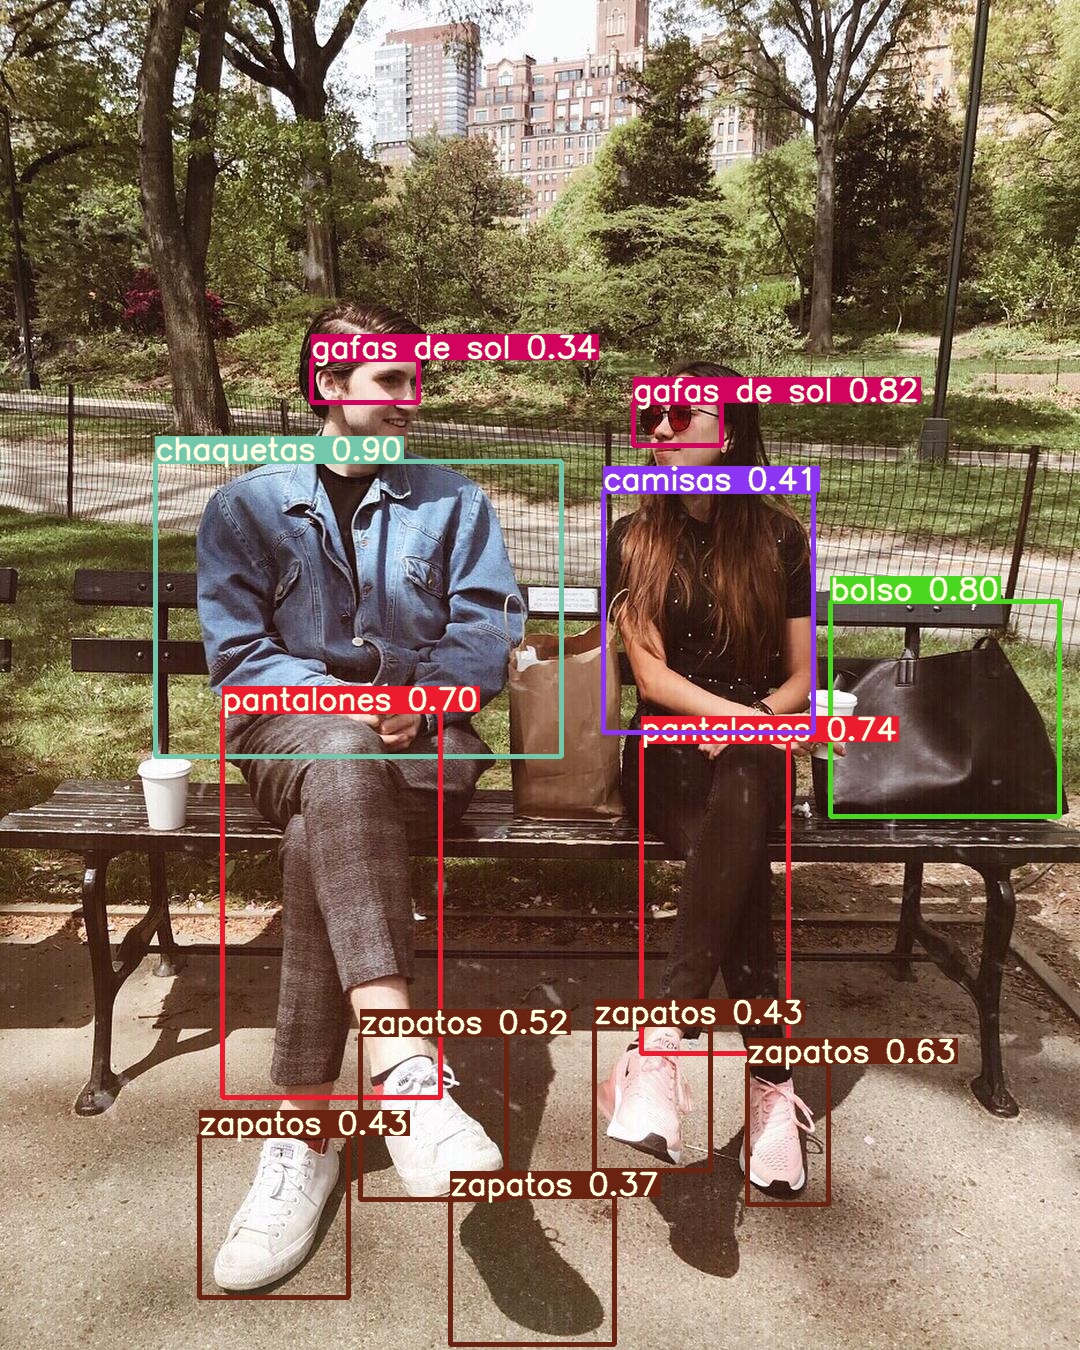 gafas de sol 0.34
gafas de sol 0.82
chaquetas 0.90
camisas 0.41
bolso 0.80
pantalones 0.70
pantalones 0.74
zapatos 0.52
zapatos 0.43
zapatos 0.63
zapatos 0.43
zapatos 0.37